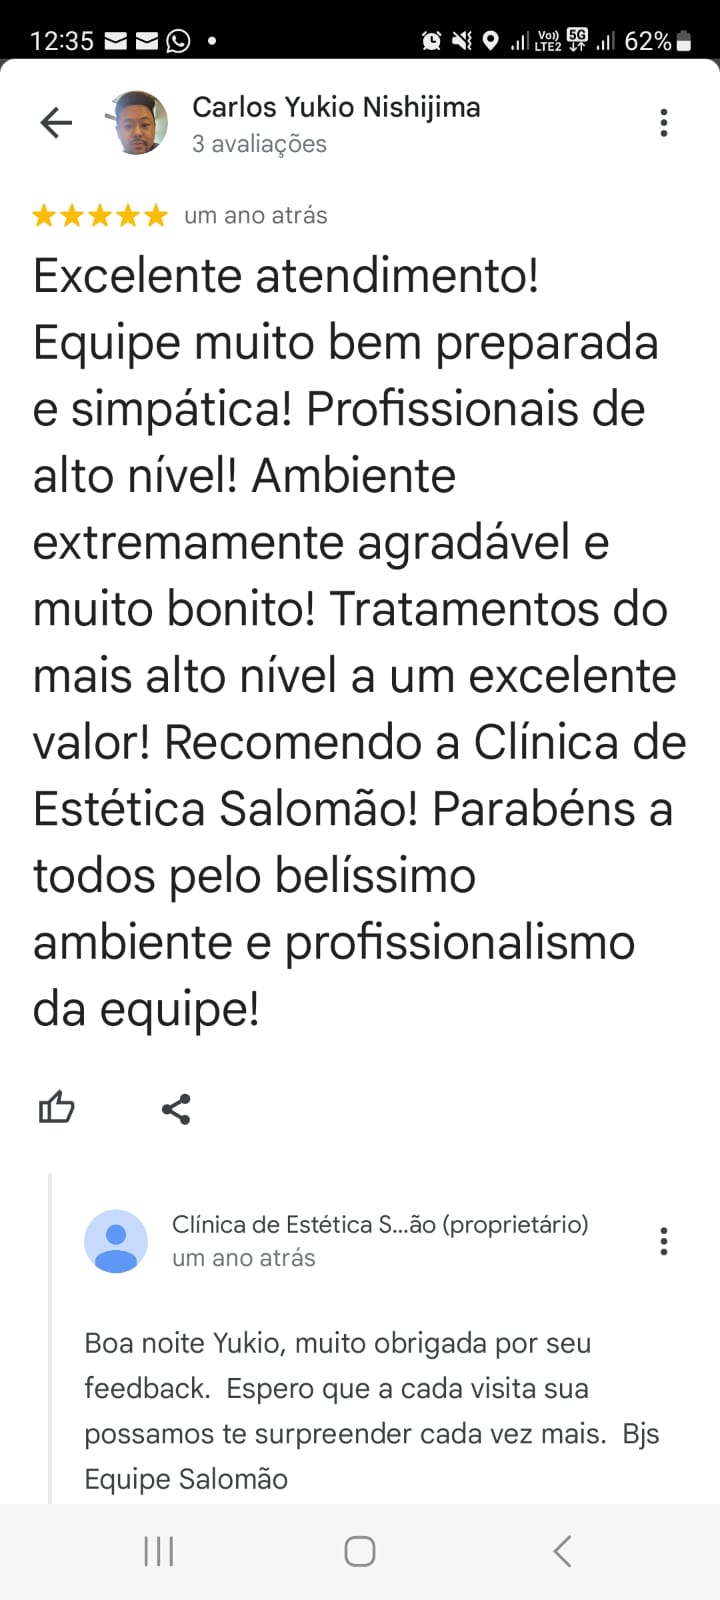 12:35
Vo))
LTE2
5G
62%
Carlos Yukio Nishijima
3 avaliações
um ano atrás
Excelente atendimento!
Equipe muito bem preparada
e simpática! Profissionais de
alto nível! Ambiente
extremamente agradável e
muito bonito! Tratamentos do
mais alto nível a um excelente
valor! Recomendo a Clínica de
Estética Salomão! Parabéns a
todos pelo belíssimo
ambiente e profissionalismo
da equipe!
Clínica de Estética S...ão (proprietário)
um ano atrás
Boa noite Yukio, muito obrigada por seu
feedback.  Espero que a cada visita sua
possamos te surpreender cada vez mais.  Bjs
Equipe Salomão